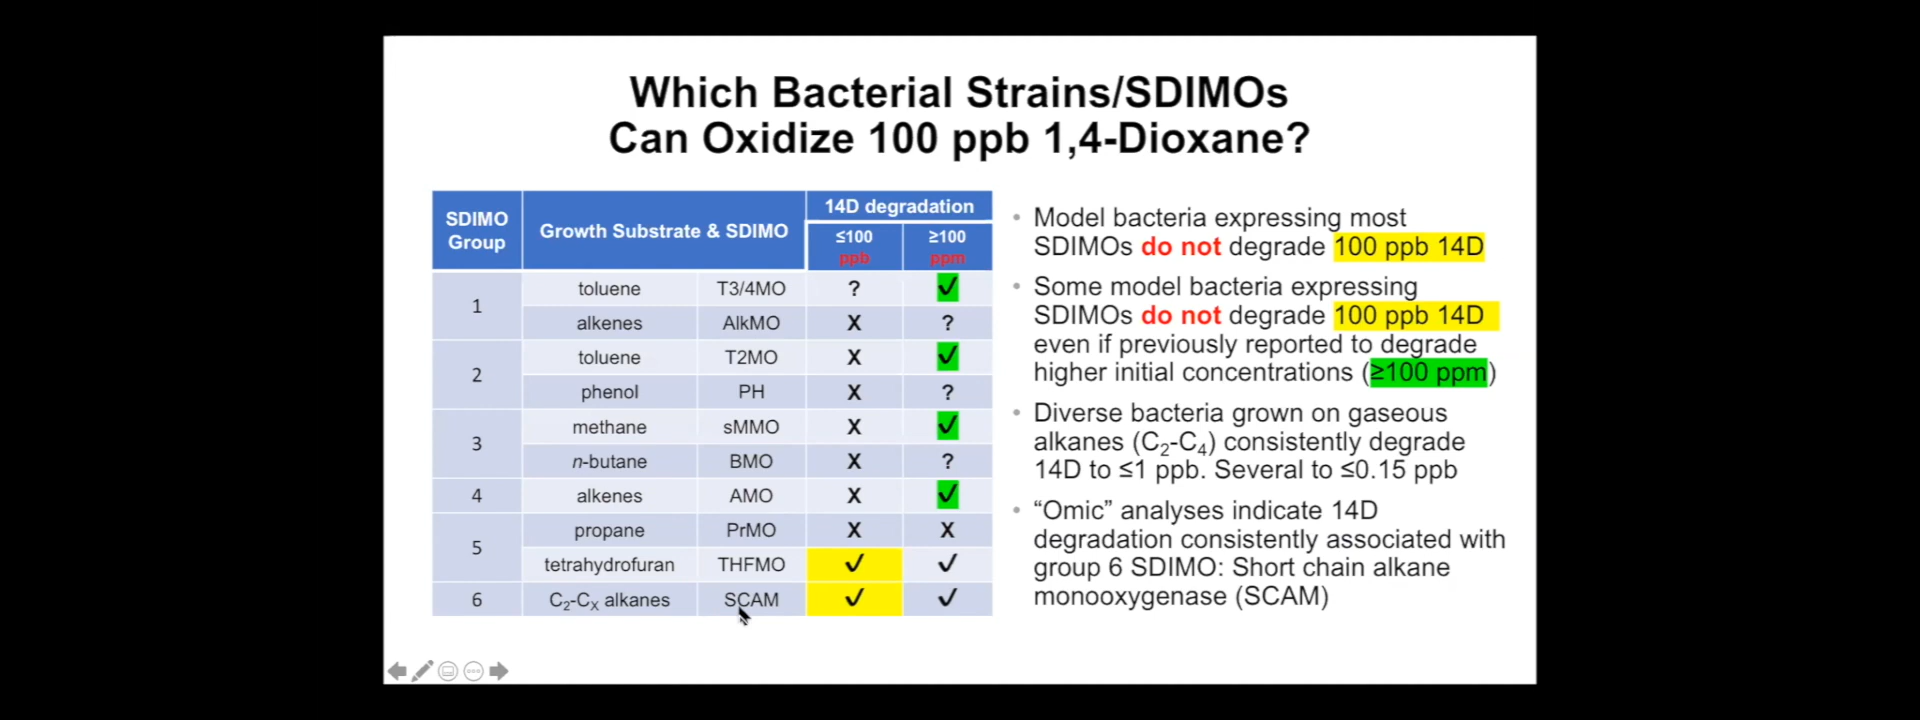 Which Bacterial Strains/SDIMOs
Can Oxidize 100 ppb 1,4-Dioxane?
SDIMO Group | Growth Substrate & SDIMO | 14D degradation
≤100 ppb | ≥100 ppm
1 | toluene | T3/4MO | ? | ✓
alkenes | AlkMO | X | ?
2 | toluene | T2MO | X | ✓
phenol | PH | X | ?
3 | methane | sMMO | X | ✓
n-butane | BMO | X | ?
4 | alkenes | AMO | X | ✓
5 | propane | PrMO | X | X
tetrahydrofuran | THFMO | ✓ | ✓
6 | C₂-Cₓ alkanes | SCAM | ✓ | ✓
• Model bacteria expressing most
SDIMOs do not degrade 100 ppb 14D
• Some model bacteria expressing
SDIMOs do not degrade 100 ppb 14D
even if previously reported to degrade
higher initial concentrations (≥100 ppm)
• Diverse bacteria grown on gaseous
alkanes (C₂-C₄) consistently degrade
14D to ≤1 ppb. Several to ≤0.15 ppb
• “Omic” analyses indicate 14D
degradation consistently associated with
group 6 SDIMO: Short chain alkane
monooxygenase (SCAM)